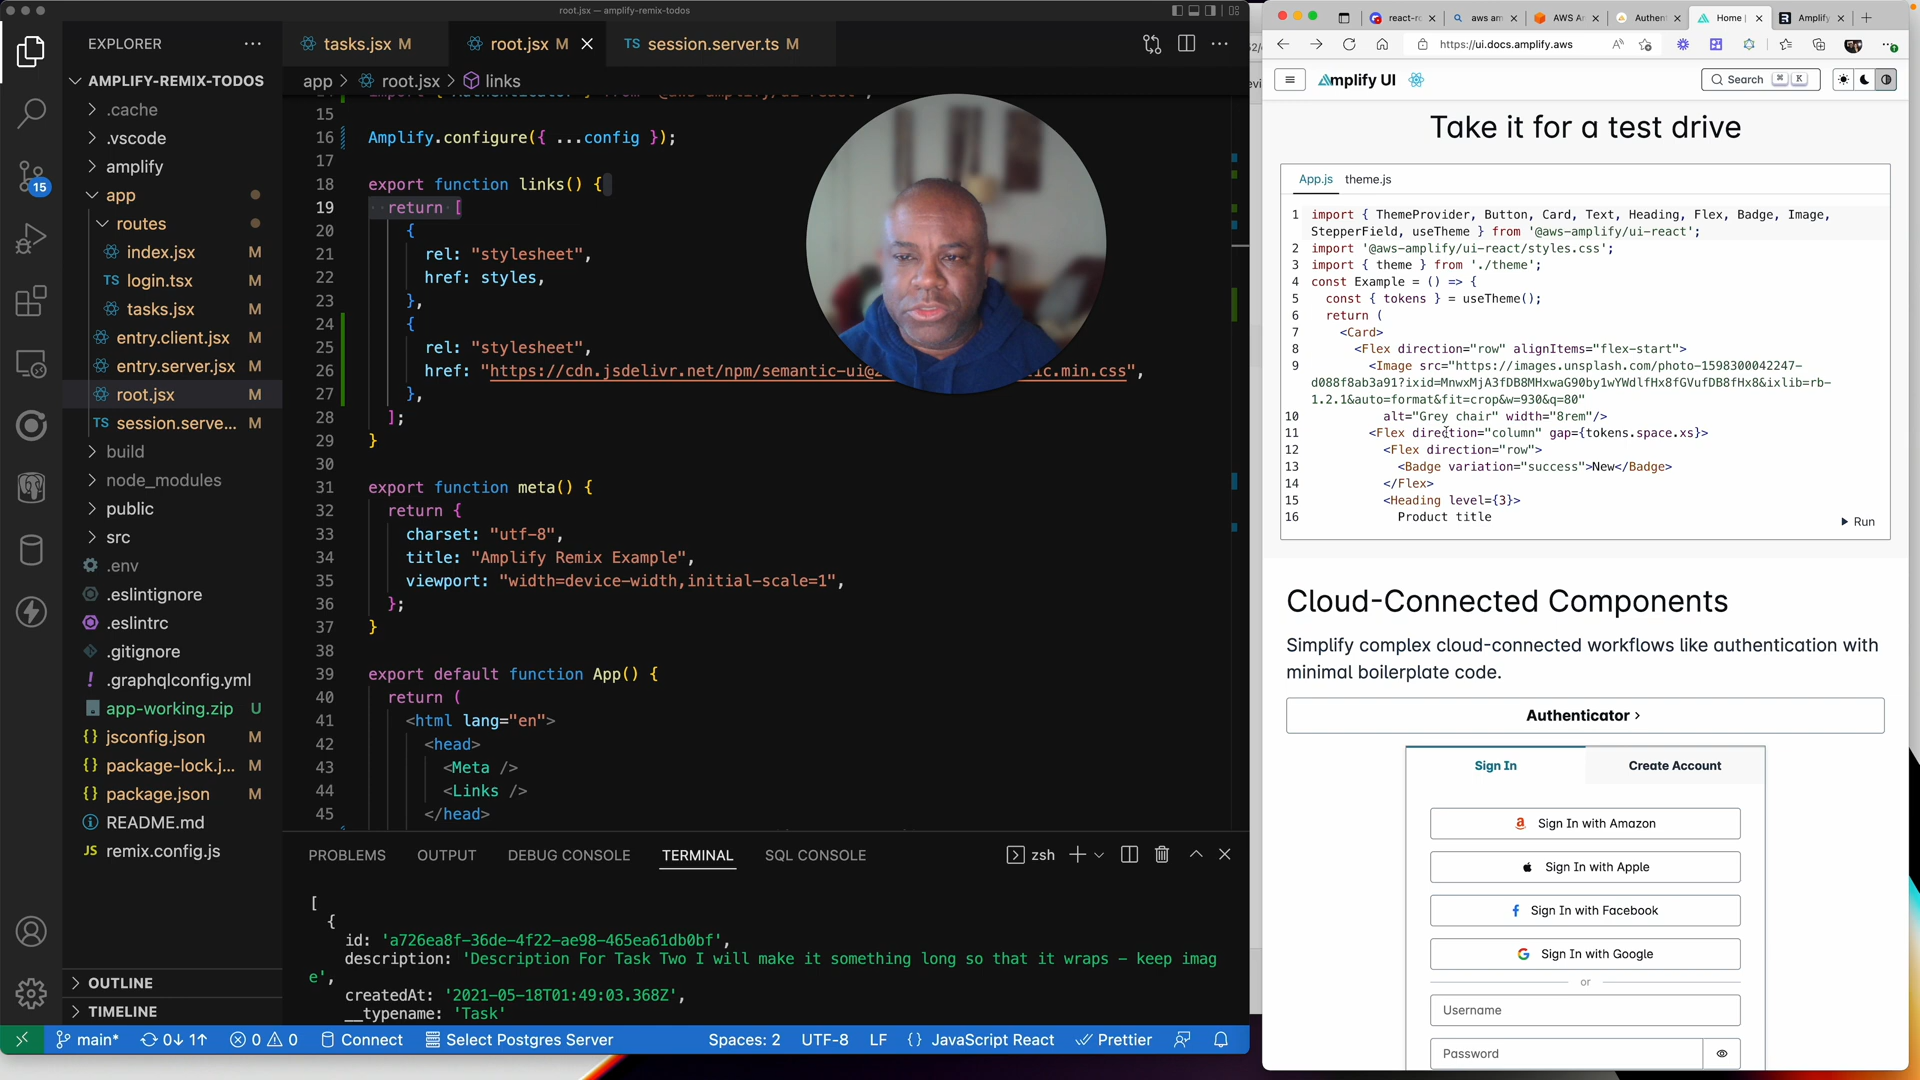 root.jsx — amplify-remix-todos
EXPLORER
AMPLIFY-REMIX-TODOS
.cache
.vscode
amplify
app
routes
index.jsx M
TS login.tsx M
tasks.jsx M
entry.client.jsx M
entry.server.jsx M
root.jsx M
TS session.serve... M
build
node_modules
public
src
.env
.eslintignore
.eslintrc
.gitignore
! .graphqlconfig.yml
app-working.zip U
{} jsconfig.json M
{} package-lock.j... M
{} package.json M
README.md
JS remix.config.js
OUTLINE
TIMELINE
15
tasks.jsx M
root.jsx M
TS session.server.ts M
app > root.jsx > links
15
16 Amplify.configure({ ...config });
17
18 export function links() {
19 return [
20 {
21 rel: "stylesheet",
22 href: styles,
23 },
24 {
25 rel: "stylesheet",
26 href: "https://cdn.jsdelivr.net/npm/semantic-ui@ ic.min.css",
27 },
28 ];
29 }
30
31 export function meta() {
32 return {
33 charset: "utf-8",
34 title: "Amplify Remix Example",
35 viewport: "width=device-width,initial-scale=1",
36 };
37 }
38
39 export default function App() {
40 return (
41 <html lang="en">
42 <head>
43 <Meta />
44 <Links />
45 </head>
PROBLEMS OUTPUT DEBUG CONSOLE TERMINAL SQL CONSOLE zsh
[
{
id: 'a726ea8f-36de-4f22-ae98-465ea61db0bf',
description: 'Description For Task Two I will make it something long so that it wraps - keep imag
e',
createdAt: '2021-05-18T01:49:03.368Z',
__typename: 'Task'
main* 0↓ 1↑ 0 0 Connect Select Postgres Server Spaces: 2 UTF-8 LF {} JavaScript React Prettier
react-ro
aws am
AWS A
Authen
Home |
Amplify
https://ui.docs.amplify.aws
Amplify UI
Search ⌘ K
Take it for a test drive
App.js theme.js
1 import { ThemeProvider, Button, Card, Text, Heading, Flex, Badge, Image,
StepperField, useTheme } from '@aws-amplify/ui-react';
2 import '@aws-amplify/ui-react/styles.css';
3 import { theme } from './theme';
4 const Example = () => {
5 const { tokens } = useTheme();
6 return (
7 <Card>
8 <Flex direction="row" alignItems="flex-start">
9 <Image src="https://images.unsplash.com/photo-1598300042247-
d088f8ab3a91?ixid=MnwxMjA3fDB8MHxwaG90by1wYWdlfHx8fGVufDB8fHx8&ixlib=rb-
1.2.1&auto=format&fit=crop&w=930&q=80"
10 alt="Grey chair" width="8rem"/>
11 <Flex direction="column" gap={tokens.space.xs}>
12 <Flex direction="row">
13 <Badge variation="success">New</Badge>
14 </Flex>
15 <Heading level={3}>
16 Product title
Run
Cloud-Connected Components
Simplify complex cloud-connected workflows like authentication with
minimal boilerplate code.
Authenticator ›
Sign In Create Account
Sign In with Amazon
Sign In with Apple
Sign In with Facebook
Sign In with Google
or
Username
Password